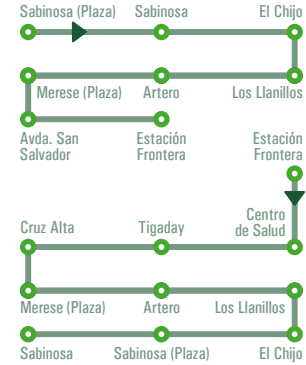 Sabinosa (Plaza) Sabinosa El Chijo
Merese (Plaza) Artero Los Llanillos
Avda. San
Salvador
Estación
Frontera
Estación
Frontera
Centro
de Salud
Cruz Alta Tigaday
Merese (Plaza) Artero Los Llanillos
Sabinosa Sabinosa (Plaza) El Chijo